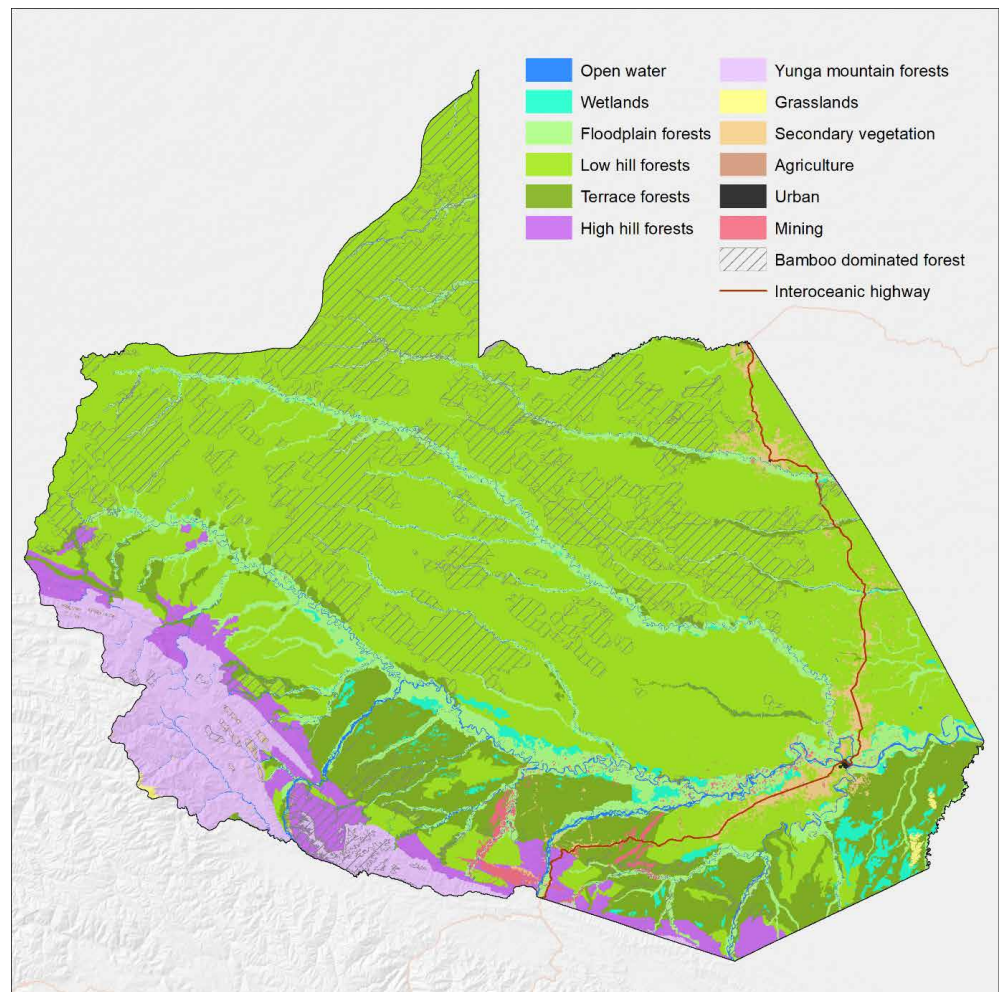 Open water
Wetlands
Floodplain forests
Low hill forests
Terrace forests
High hill forests
Yunga mountain forests
Grasslands
Secondary vegetation
Agriculture
Urban
Mining
Bamboo dominated forest
Interoceanic highway